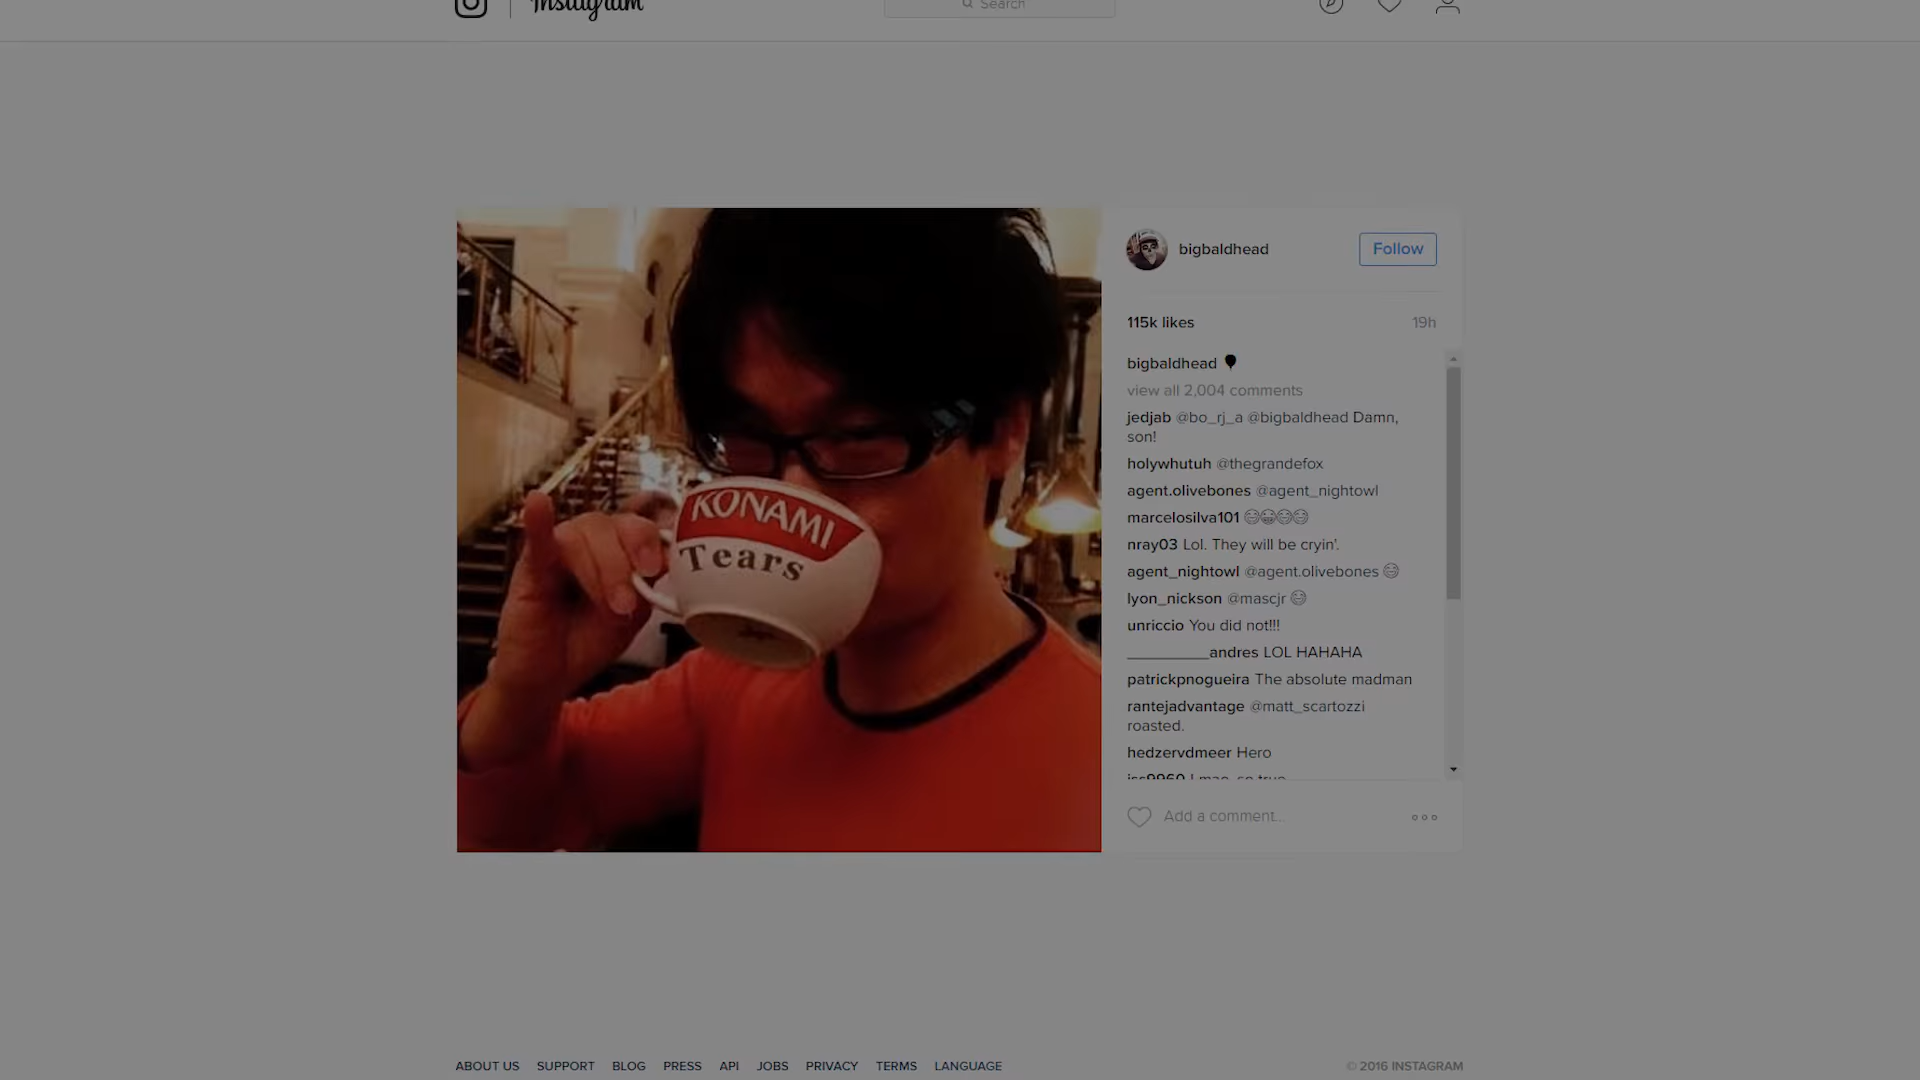 Instagram
Search
KONAMI
Tears
bigbaldhead
Follow
115k likes
19h
bigbaldhead
view all 2,004 comments
jedjab @bo_rj_a @bigbaldhead Damn,
son!
holywhutuh @thegrandefox
agent.olivebones @agent_nightowl
marcelosilva101
nray03 Lol. They will be cryin'.
agent_nightowl @agent.olivebones
lyon_nickson @mascjr
unriccio You did not!!!
__________andres LOL HAHAHA
patrickpnogueira The absolute madman
rantejadvantage @matt_scartozzi
roasted.
hedzervdmeer Hero
Add a comment...
ABOUT US SUPPORT BLOG PRESS API JOBS PRIVACY TERMS LANGUAGE
© 2016 INSTAGRAM